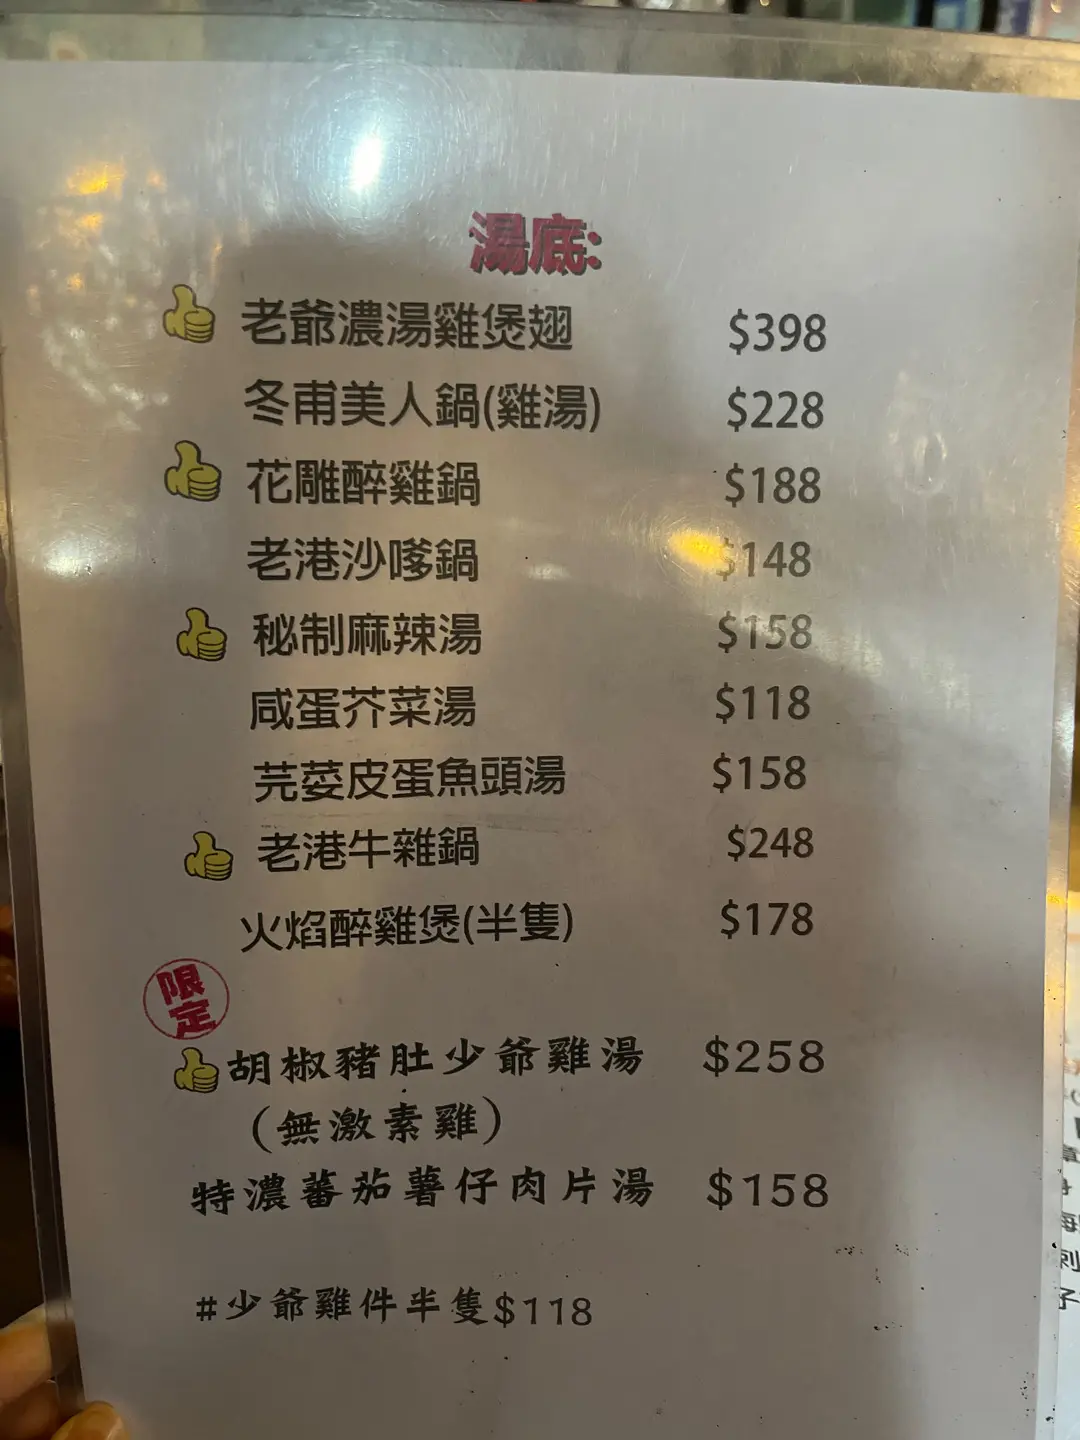 湯底:
老爺濃湯雞煲翅 $398
冬甫美人鍋(雞湯) $228
花雕醉雞鍋 $188
老港沙嗲鍋 $148
秘制麻辣湯 $158
咸蛋芥菜湯 $118
芫荽皮蛋魚頭湯 $158
老港牛雜鍋 $248
火焰醉雞煲(半隻) $178
限定
胡椒豬肚少爺雞湯 $258
(無激素雞)
特濃蕃茄薯仔肉片湯 $158
#少爺雞件半隻$118